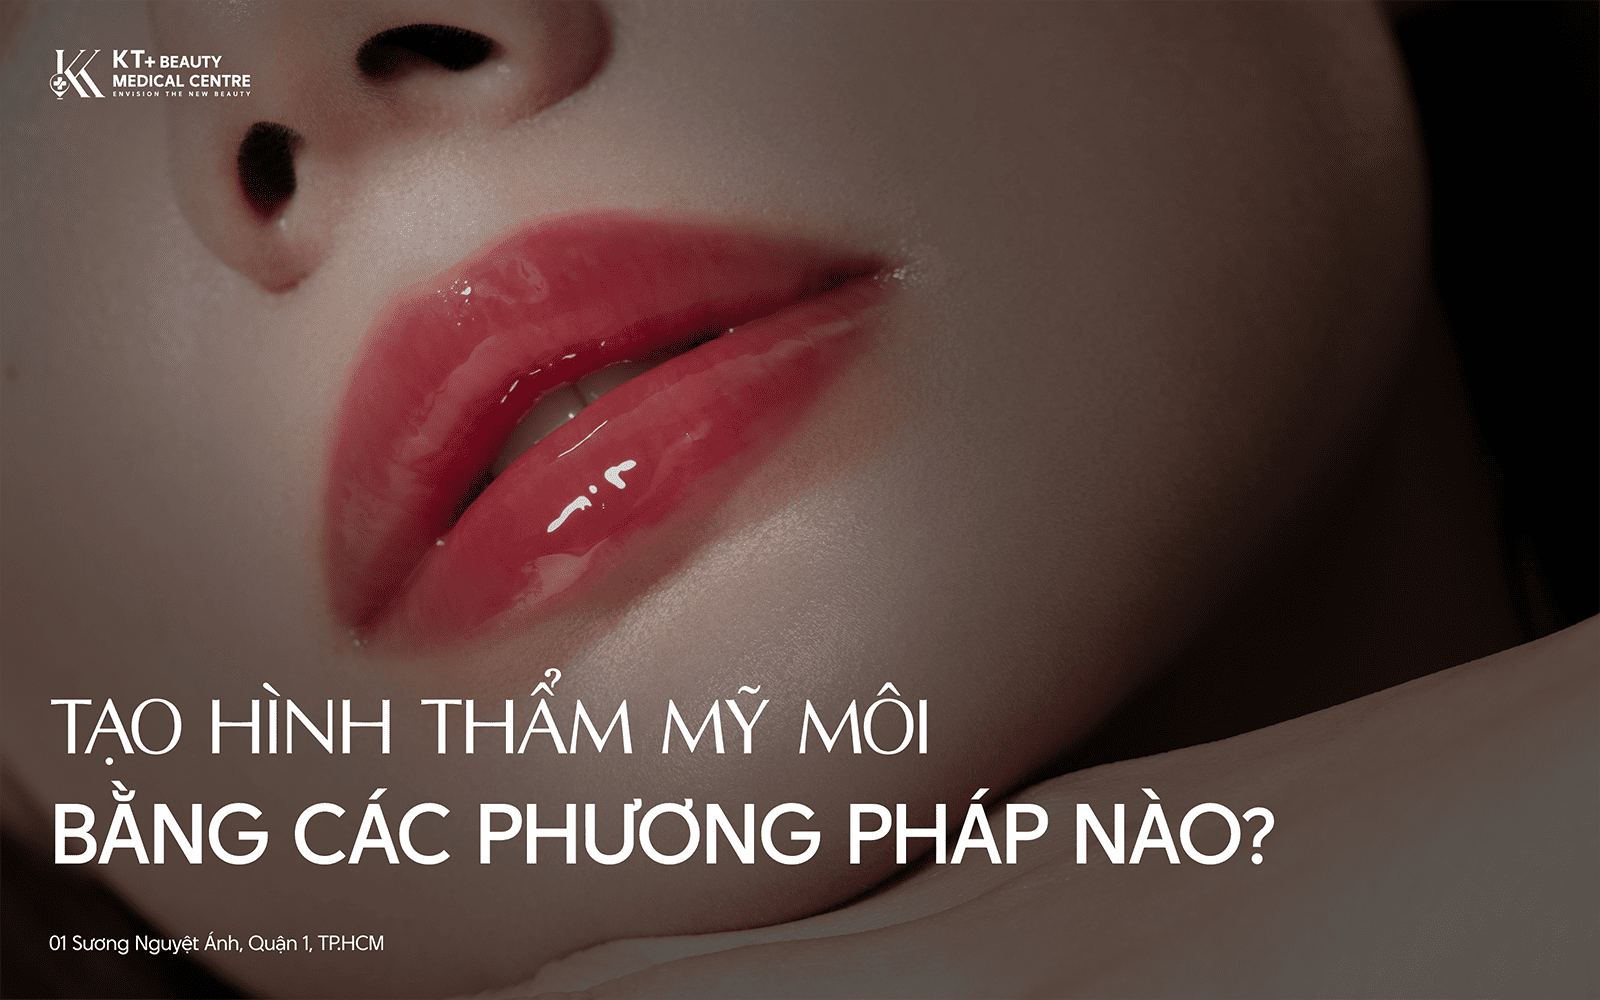 KT+ BEAUTY
MEDICAL CENTRE
ENVISION THE NEW BEAUTY
TẠO HÌNH THẨM MỸ MÔI
BẰNG CÁC PHƯƠNG PHÁP NÀO?
01 Sương Nguyệt Ánh, Quận 1, TP.HCM